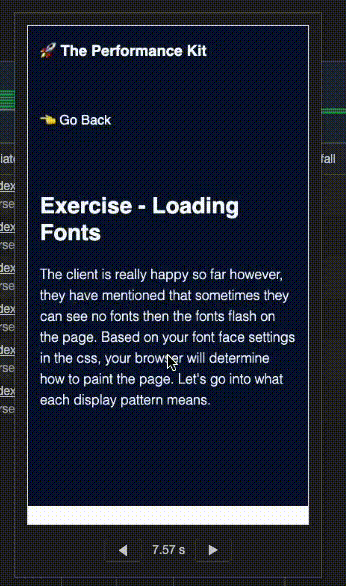 🚀 The Performance Kit
👈 Go Back
Exercise - Loading
Fonts
The client is really happy so far however,
they have mentioned that sometimes they
can see no fonts then the fonts flash on
the page. Based on your font face settings
in the css, your browser will determine
how to paint the page. Let's go into what
each display pattern means.
7.57 s